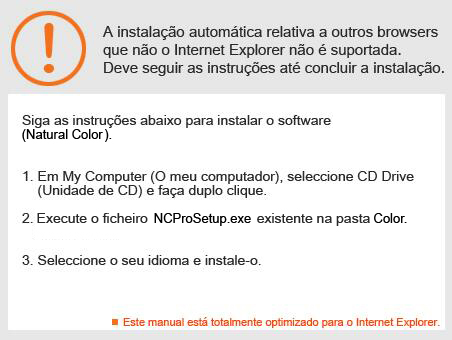 A instalação automática relativa a outros browsers
que não o Internet Explorer não é suportada.
Deve seguir as instruções até concluir a instalação.
Siga as instruções abaixo para instalar o software
(Natural Color).
1. Em My Computer (O meu computador), seleccione CD Drive
(Unidade de CD) e faça duplo clique.
2. Execute o ficheiro NCProSetup.exe existente na pasta Color.
3. Seleccione o seu idioma e instale-o.
Este manual está totalmente optimizado para o Internet Explorer.